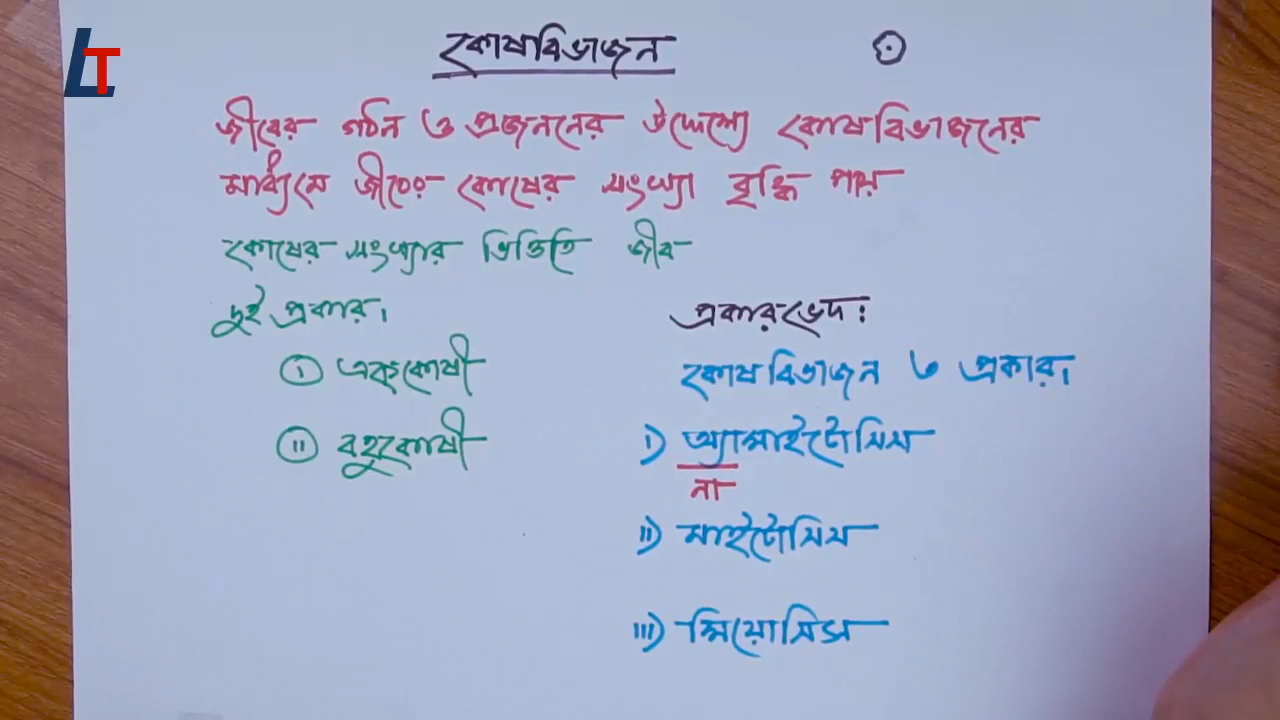 LT
কোষবিভাজন
জীবের গঠন ও প্রজননের উদ্দেশ্যে কোষবিভাজনের
মাধ্যমে জীবের কোষের সংখ্যা বৃদ্ধি পায়
কোষের সংখ্যার ভিত্তিতে জীব
দুই প্রকার।
i একক‌োষী
ii বহুকোষী
প্রকারভেদ:
কোষবিভাজন ৩ প্রকার।
i) অ্যামাইটোসিস
না
ii) মাইটোসিস
iii) মিয়োসিস